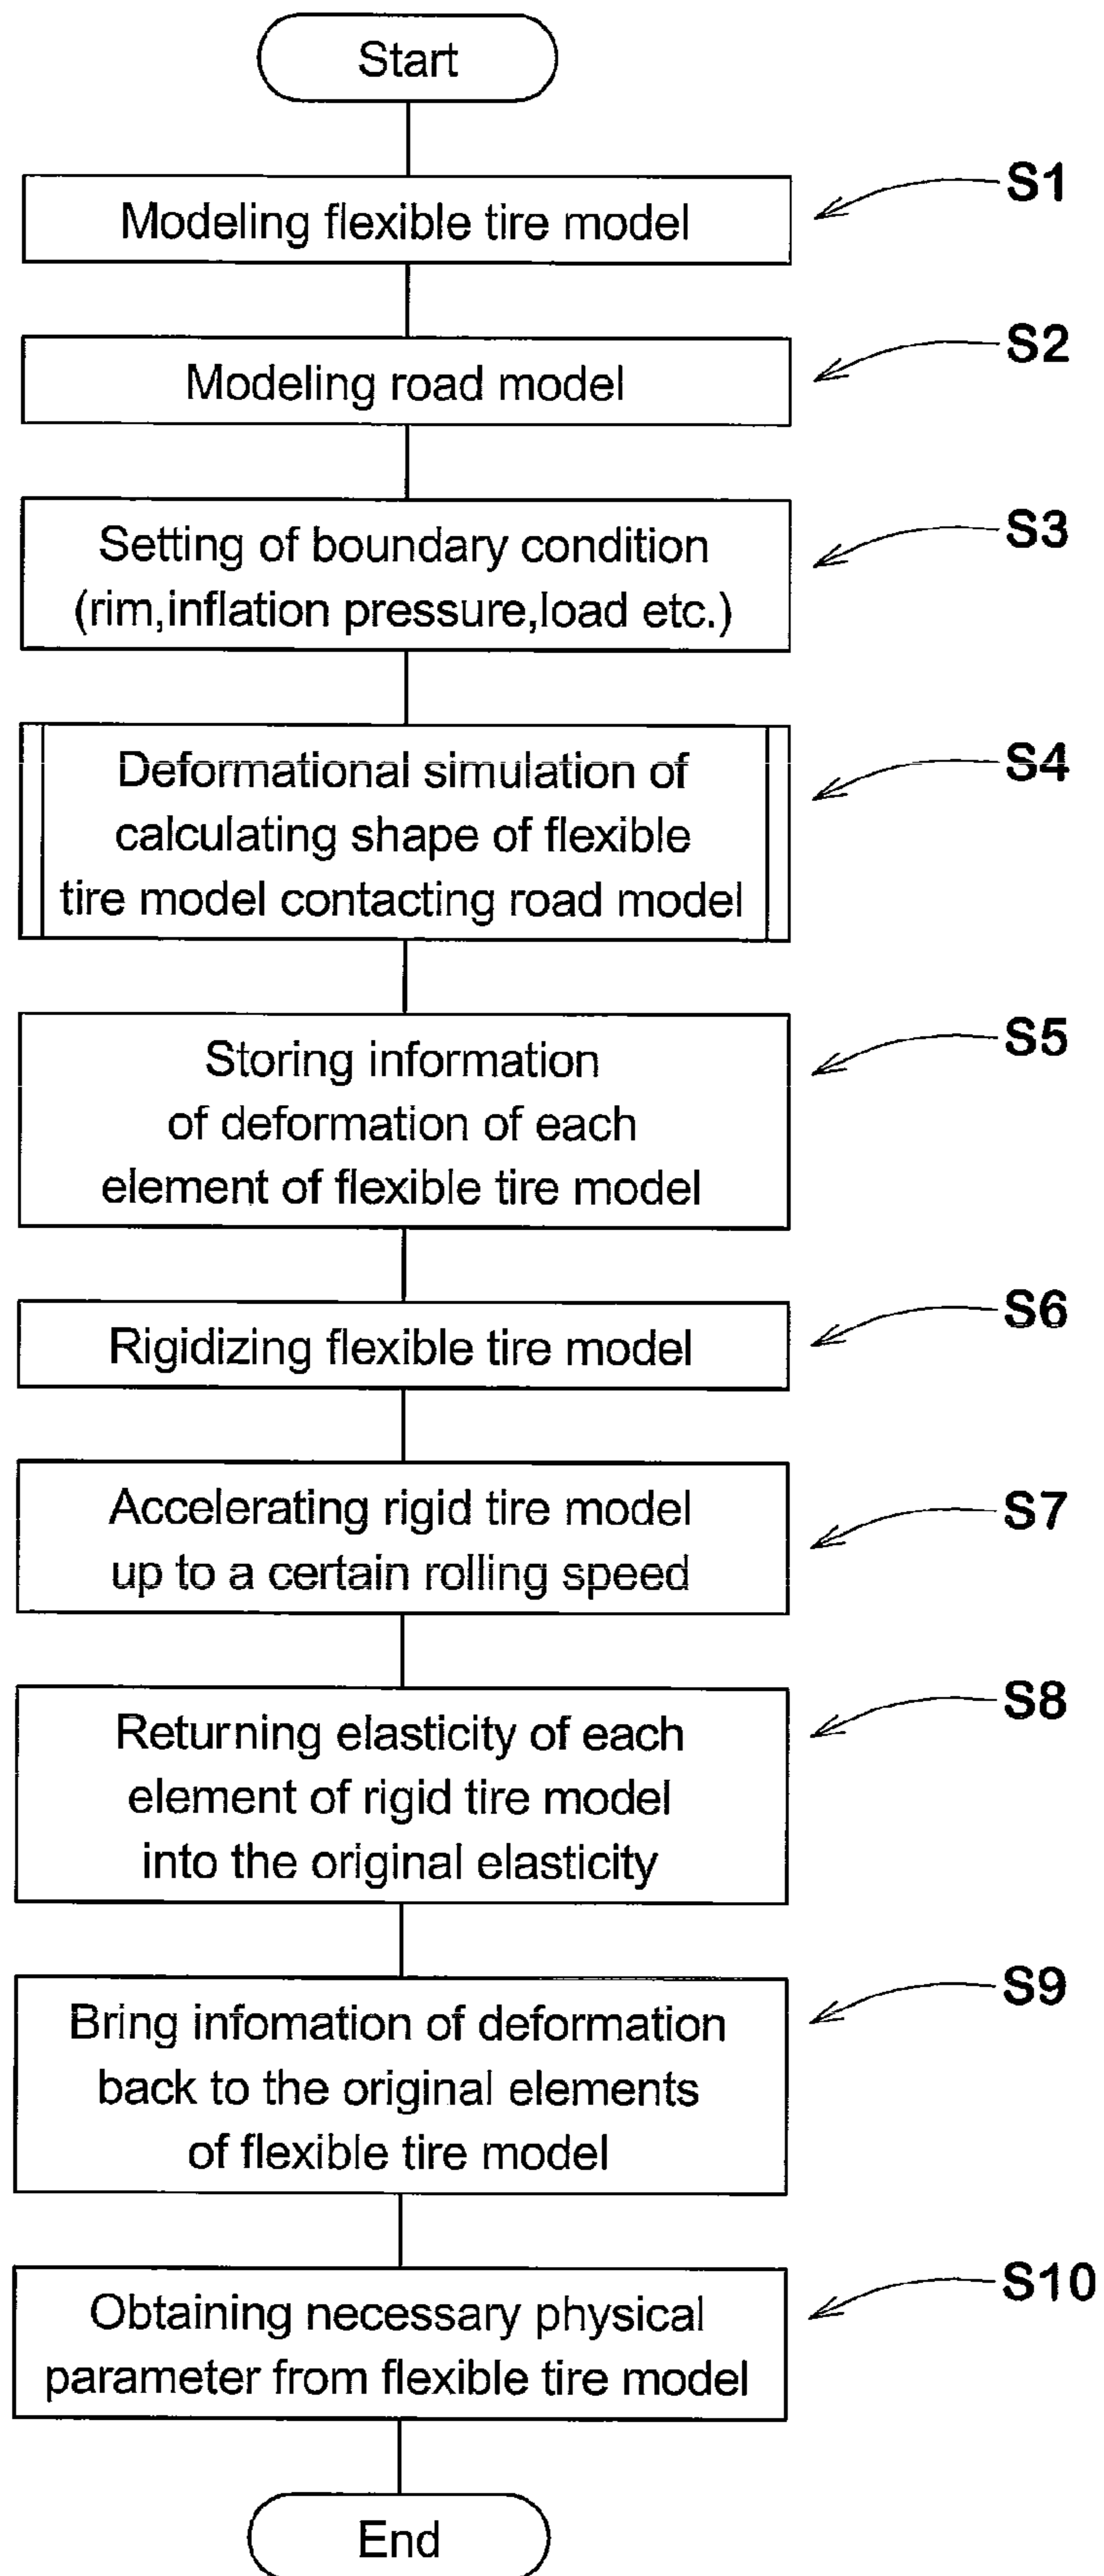 Start
Modeling flexible tire model
S1
Modeling road model
S2
Setting of boundary condition
(rim,inflation pressure,load etc.)
S3
Deformational simulation of
calculating shape of flexible
tire model contacting road model
S4
Storing information
of deformation of each
element of flexible tire model
S5
Rigidizing flexible tire model
S6
Accelerating rigid tire model
up to a certain rolling speed
S7
Returning elasticity of each
element of rigid tire model
into the original elasticity
S8
Bring infomation of deformation
back to the original elements
of flexible tire model
S9
Obtaining necessary physical
parameter from flexible tire model
S10
End